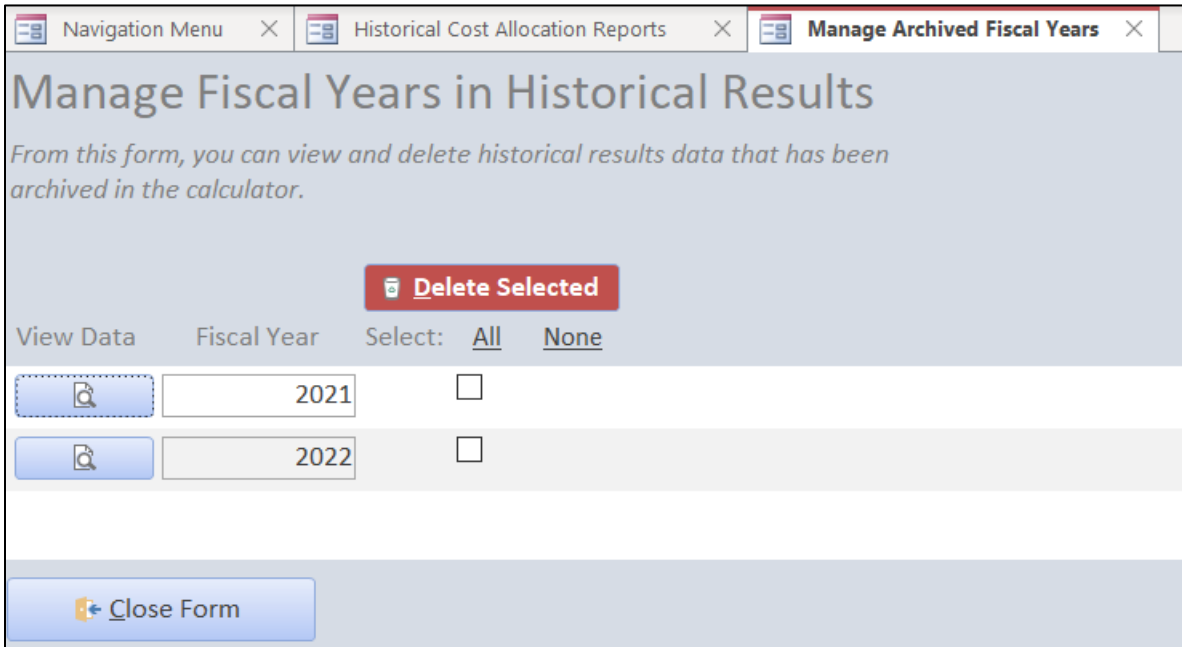 Navigation Menu Historical Cost Allocation Reports Manage Archived Fiscal Years
Manage Fiscal Years in Historical Results
From this form, you can view and delete historical results data that has been
archived in the calculator.
Delete Selected
View Data Fiscal Year Select: All None
2021
2022
Close Form